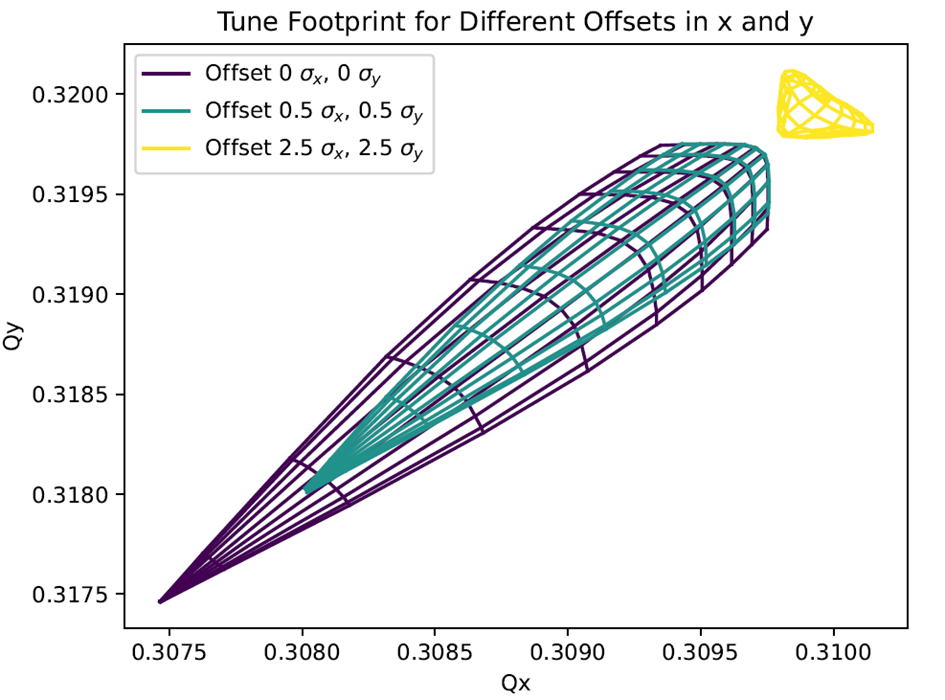 Tune Footprint for Different Offsets in x and y
Offset 0 σx, 0 σy
Offset 0.5 σx, 0.5 σy
Offset 2.5 σx, 2.5 σy
0.3200
0.3195
0.3190
0.3185
0.3180
0.3175
Qy
0.3075 0.3080 0.3085 0.3090 0.3095 0.3100
Qx